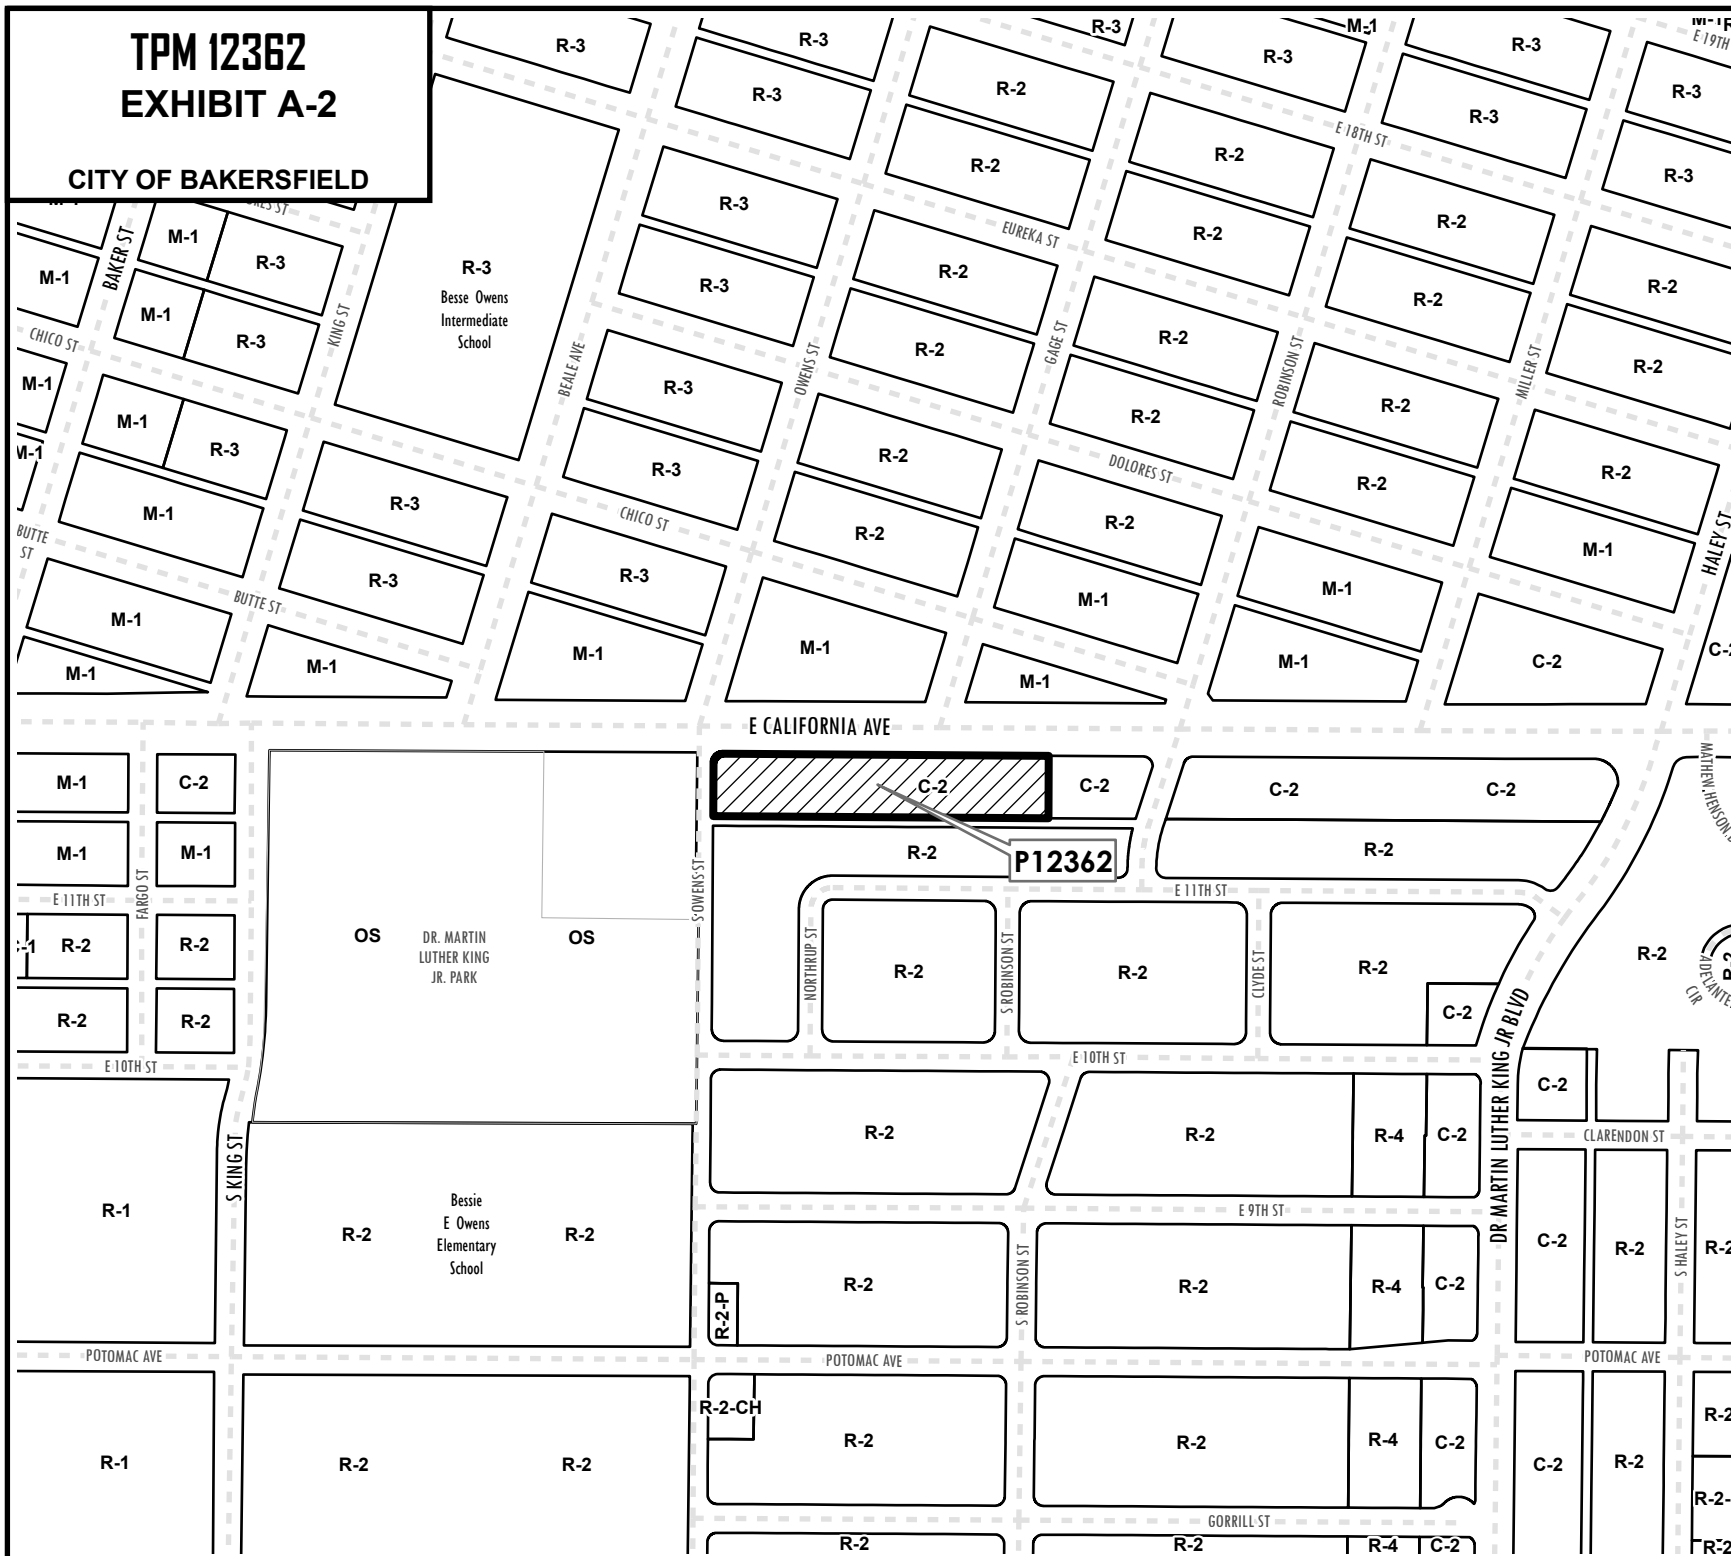 TPM 12362
EXHIBIT A-2
CITY OF BAKERSFIELD
R-3
R-3
R-3
M-1
R-3
R-3
E 19TH
R-3
R-2
R-3
R-3
E 18TH ST
R-2
R-2
R-3
R-3
R-2
R-2
EUREKA ST
R-2
BAKER ST
M-1
R-3
M-1
R-3
Besse Owens
Intermediate
School
R-3
R-2
R-2
R-2
M-1
R-3
KING ST
CHICO ST
BEALE AVE
OWENS ST
R-2
GAGE ST
R-2
ROBINSON ST
MILLER ST
R-2
M-1
R-3
R-2
R-2
M-1
R-3
M-1
R-3
R-2
DOLORES ST
R-2
R-2
M-1
R-3
CHICO ST
R-2
R-2
M-1
HALEY ST
BUTTE
ST
R-3
R-3
BUTTE ST
M-1
M-1
M-1
M-1
M-1
M-1
M-1
M-1
M-1
C-2
E CALIFORNIA AVE
M-1
C-2
C-2
C-2
C-2
C-2
MATHEW HENSON
M-1
M-1
R-2
P12362
R-2
E 11TH ST
FARGO ST
S OWENS ST
E 11TH ST
R-2
R-2
OS
DR. MARTIN
LUTHER KING
JR. PARK
OS
NORTHRUP ST
R-2
S ROBINSON ST
R-2
CLYDE ST
R-2
R-2
R-2
ADELANTE
CIR
R-2
R-2
C-2
E 10TH ST
E 10TH ST
DR MARTIN LUTHER KING JR BLVD
C-2
R-2
R-2
R-4
C-2
CLARENDON ST
S KING ST
R-1
R-2
Bessie
E Owens
Elementary
School
R-2
E 9TH ST
C-2
R-2
S HALEY ST
R-2
R-2-P
R-2
S ROBINSON ST
R-2
R-4
C-2
POTOMAC AVE
POTOMAC AVE
POTOMAC AVE
R-2-CH
R-2
R-2
R-2
R-4
C-2
C-2
R-2
R-1
R-2
R-2
GORRILL ST
R-2
R-2
R-4
C-2
R-2